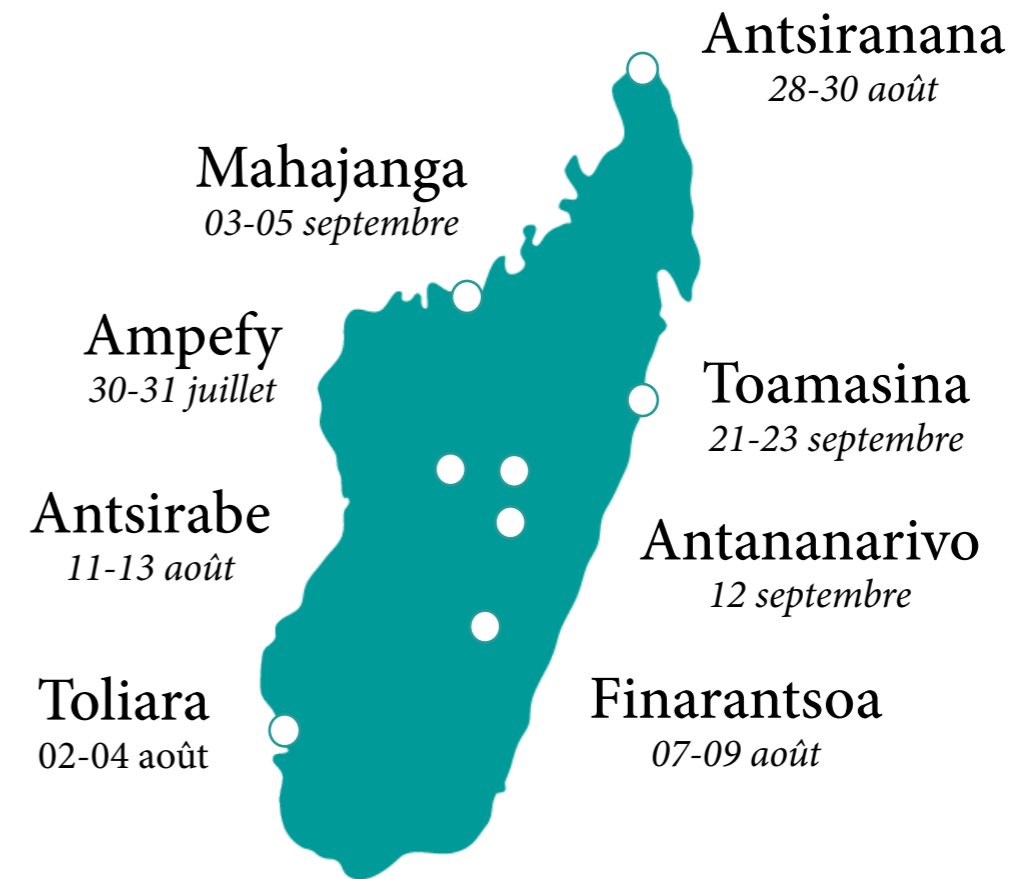 Antsiranana
28-30 août
Mahajanga
03-05 septembre
Ampefy
30-31 juillet
Toamasina
21-23 septembre
Antsirabe
11-13 août
Antananarivo
12 septembre
Toliara
02-04 août
Finarantsoa
07-09 août